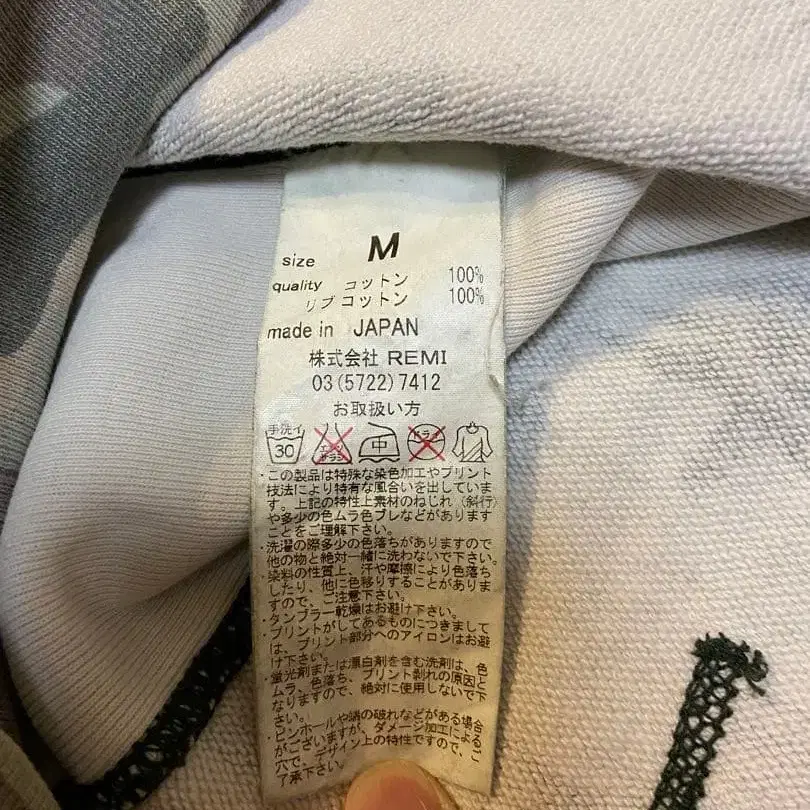 size M
quality コットン 100%
リブコットン 100%
made in JAPAN
株式会社 REMI
03(5722)7412
お取扱い方
手洗イ 30 エンソサラシ 中 ドライ
・この製品は特殊な染色加工やプリント
技法により特有な風合いを出していま
す。上記の特性上素材のねじれ(斜行)
や多少の色ムラ色ブレなどがあります
ことをご理解下さい。
・洗濯の際多少の色落ちがありますので
他の物と絶対一緒に洗わないで下さい。
・染料の性質上、汗や摩擦により色落ち
したり、他に色移りすることがありま
すので、ご注意下さい。
・タンブラー乾燥はお避け下さい。
・プリントがしてあるものにつきまして
は、プリント部分へのアイロンはお避
け下さい。
・蛍光剤または漂白剤を含む洗剤は、色
ムラ、色落ち、プリント剥れの原因と
なりますので、絶対に使用しないで下
さい。
・ピンホールや端の破れなどがある場合
がございますが、ダメージ加工によるこ
穴で、デザイン上の特性ですので、ご
了承下さい。